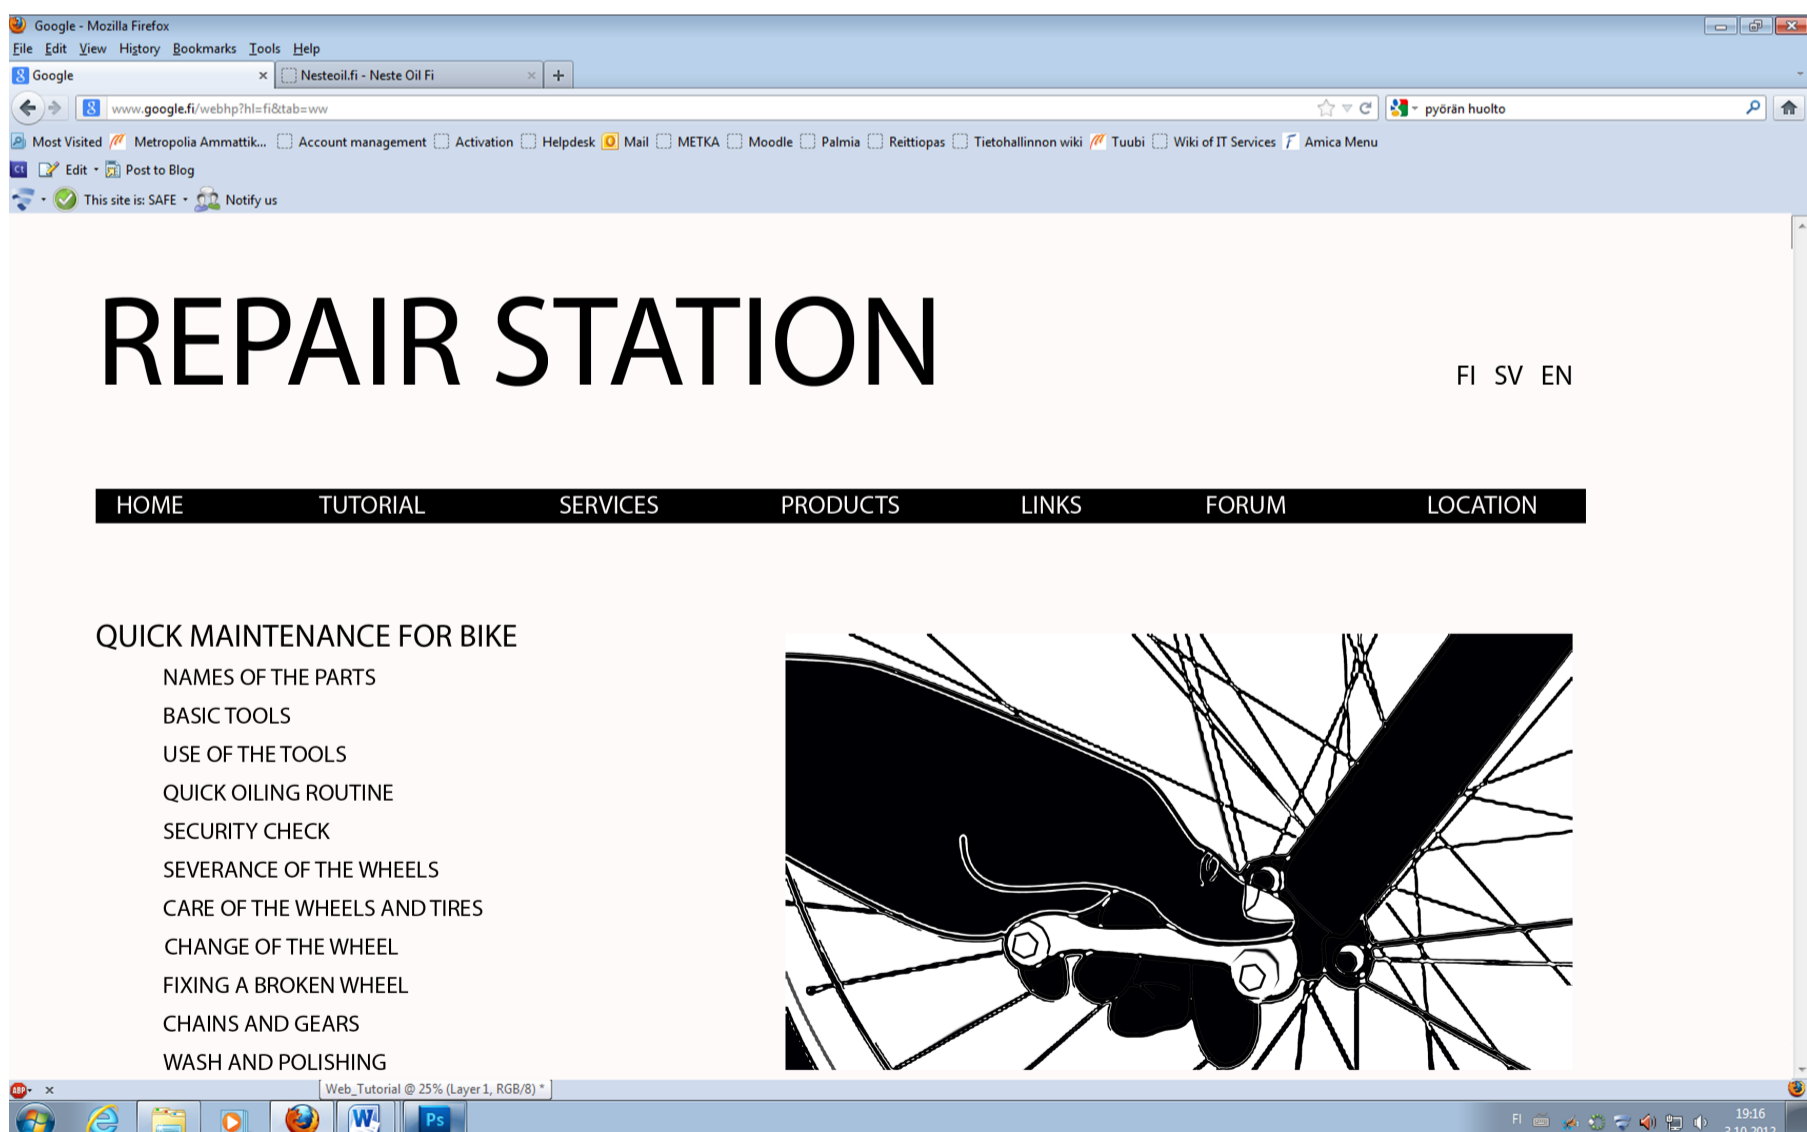 Google - Mozilla Firefox
File Edit View History Bookmarks Tools Help
Google × Nesteoil.fi - Neste Oil Fi × +
www.google.fi/webhp?hl=fi&tab=ww pyörän huolto
Most Visited Metropolia Ammattik... Account management Activation Helpdesk Mail METKA Moodle Palmia Reittiopas Tietohallinnon wiki Tuubi Wiki of IT Services Amica Menu
Edit Post to Blog
This site is: SAFE Notify us
REPAIR STATION
FI SV EN
HOME TUTORIAL SERVICES PRODUCTS LINKS FORUM LOCATION
QUICK MAINTENANCE FOR BIKE
NAMES OF THE PARTS
BASIC TOOLS
USE OF THE TOOLS
QUICK OILING ROUTINE
SECURITY CHECK
SEVERANCE OF THE WHEELS
CARE OF THE WHEELS AND TIRES
CHANGE OF THE WHEEL
FIXING A BROKEN WHEEL
CHAINS AND GEARS
WASH AND POLISHING
ABP × Web_Tutorial @ 25% (Layer 1, RGB/8) *
Ps FI 19:16
3.10.2012